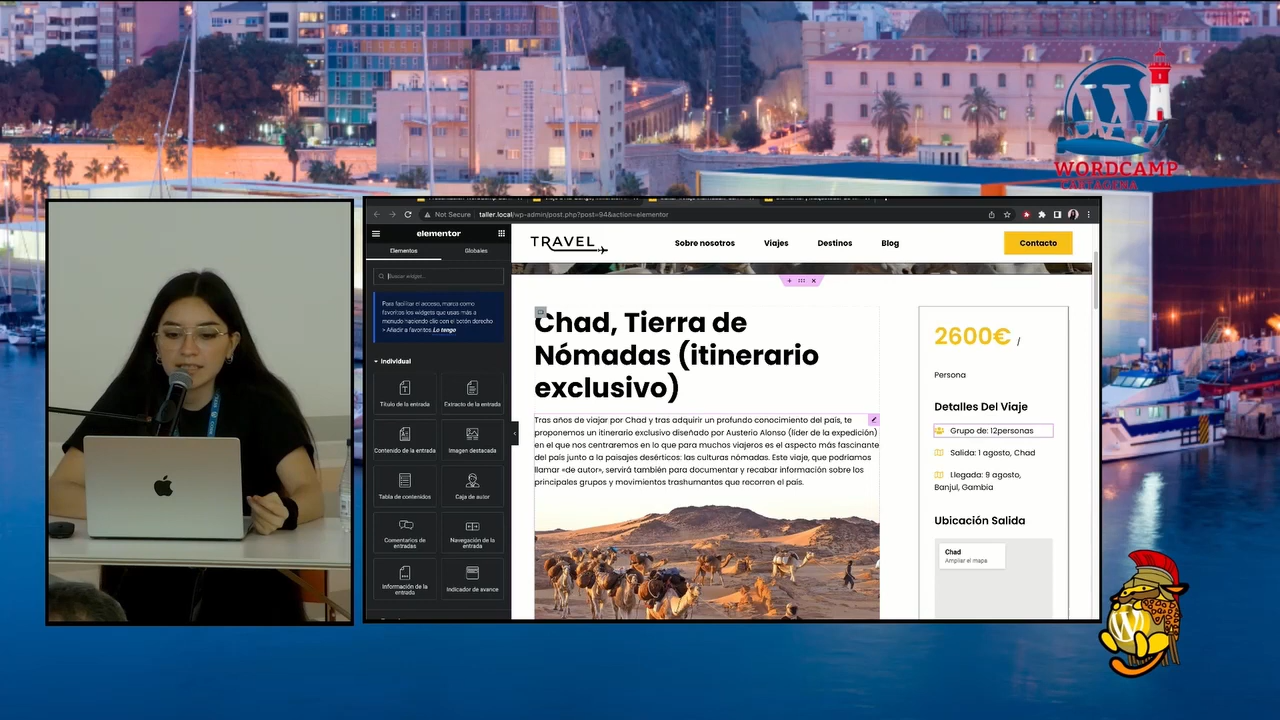 WORDCAMP
CARTAGENA
Not Secure
taller.local/wp-admin/post.php?post=94&action=elementor
elementor
Elementos
Globales
Buscar widget...
Para facilitar el acceso, marca como
favoritos los widgets que usas más a
menudo haciendo clic con el botón derecho
> Añadir a favoritos. Lo tengo
Individual
Título de la entrada
Extracto de la entrada
Contenido de la entrada
Imagen destacada
Tabla de contenidos
Caja de autor
Comentarios de
entradas
Navegación de la
entrada
Información de la
entrada
Indicador de avance
TRAVEL
Sobre nosotros
Viajes
Destinos
Blog
Contacto
Chad, Tierra de
Nómadas (itinerario
exclusivo)
Tras años de viajar por Chad y tras adquirir un profundo conocimiento del país, te
proponemos un itinerario exclusivo diseñado por Austerio Alonso (líder de la expedición)
en el que nos centraremos en lo que para muchos viajeros es el aspecto más fascinante
del país junto a la paisajes desérticos: las culturas nómadas. Este viaje, que podríamos
llamar «de autor», servirá también para documentar y recabar información sobre los
principales grupos y movimientos trashumantes que recorren el país.
2600€ /
Persona
Detalles Del Viaje
Grupo de: 12personas
Salida: 1 agosto, Chad
Llegada: 9 agosto,
Banjul, Gambia
Ubicación Salida
Chad
Ampliar el mapa